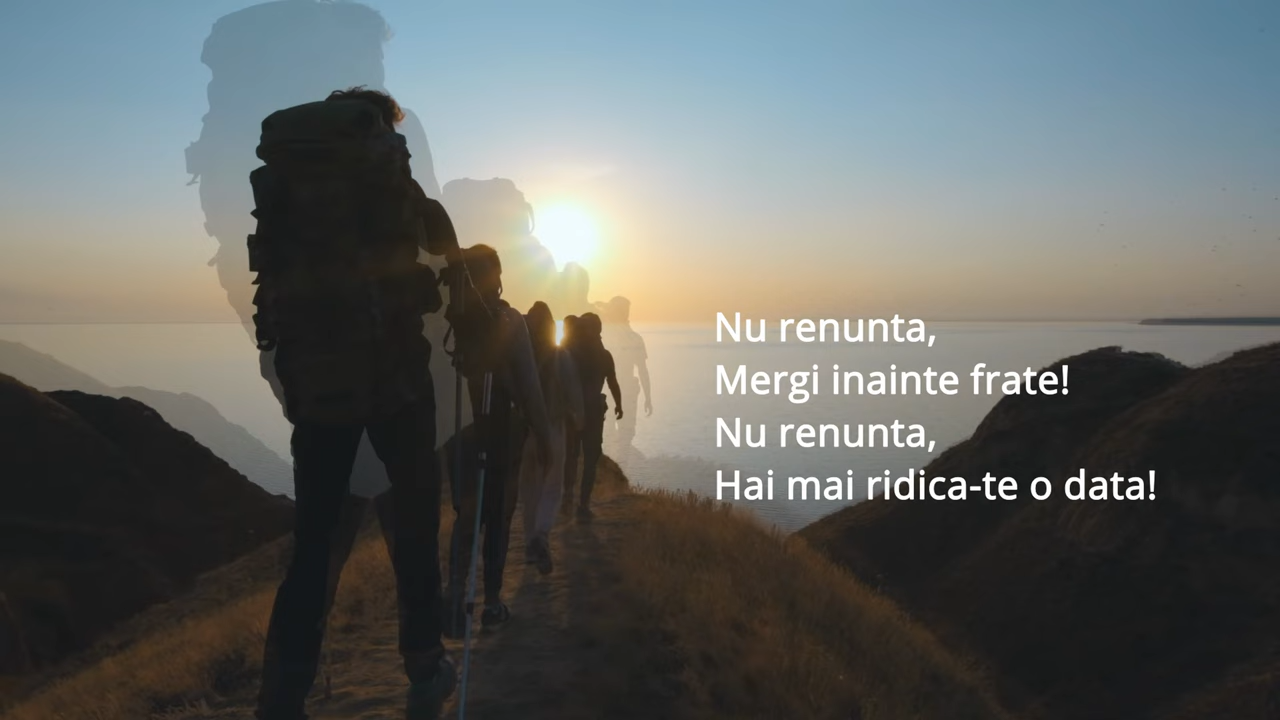 Nu renunta,
Mergi inainte frate!
Nu renunta,
Hai mai ridica-te o data!